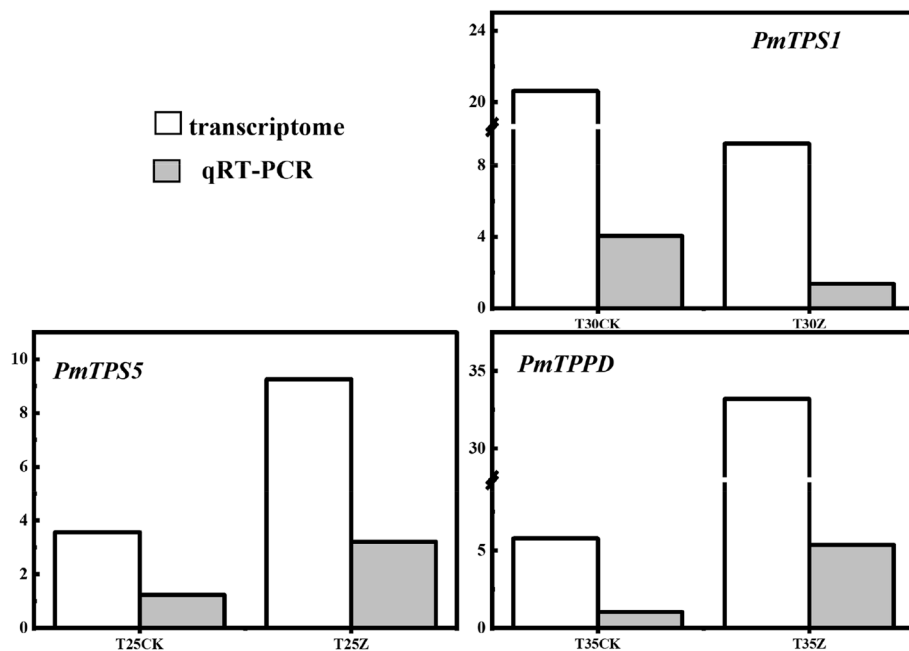 transcriptome
qRT-PCR
PmTPS1
24
20
8
4
0
T30CK T30Z
PmTPS5
10
8
6
4
2
0
T25CK T25Z
PmTPPD
35
30
5
0
T35CK T35Z